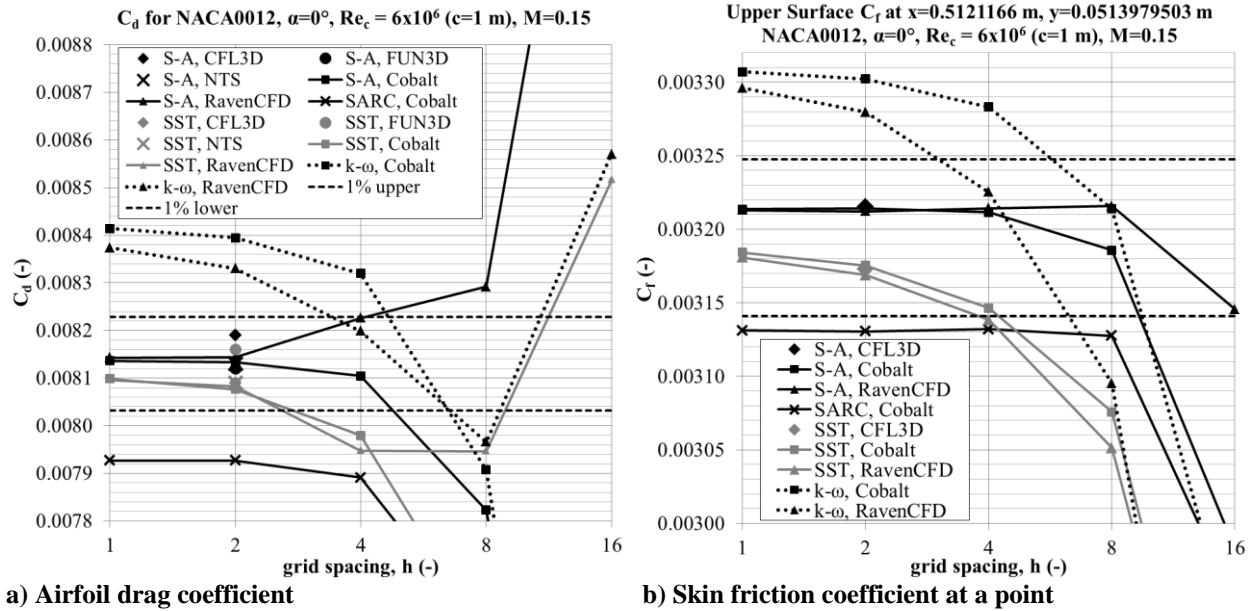 C_d for NACA0012, α=0°, Re_c = 6x10⁶ (c=1 m), M=0.15
0.0088
0.0087
0.0086
0.0085
0.0084
0.0083
0.0082
0.0081
0.0080
0.0079
0.0078
C_d (-)
S-A, CFL3D
S-A, FUN3D
S-A, NTS
S-A, Cobalt
S-A, RavenCFD
SARC, Cobalt
SST, CFL3D
SST, FUN3D
SST, NTS
SST, Cobalt
SST, RavenCFD
k-ω, Cobalt
k-ω, RavenCFD
1% upper
1% lower
1 2 4 8 16
grid spacing, h (-)
a) Airfoil drag coefficient
Upper Surface C_f at x=0.5121166 m, y=0.0513979503 m
NACA0012, α=0°, Re_c = 6x10⁶ (c=1 m), M=0.15
0.00330
0.00325
0.00320
0.00315
0.00310
0.00305
0.00300
C_f (-)
S-A, CFL3D
S-A, Cobalt
S-A, RavenCFD
SARC, Cobalt
SST, CFL3D
SST, Cobalt
SST, RavenCFD
k-ω, Cobalt
k-ω, RavenCFD
1 2 4 8 16
grid spacing, h (-)
b) Skin friction coefficient at a point